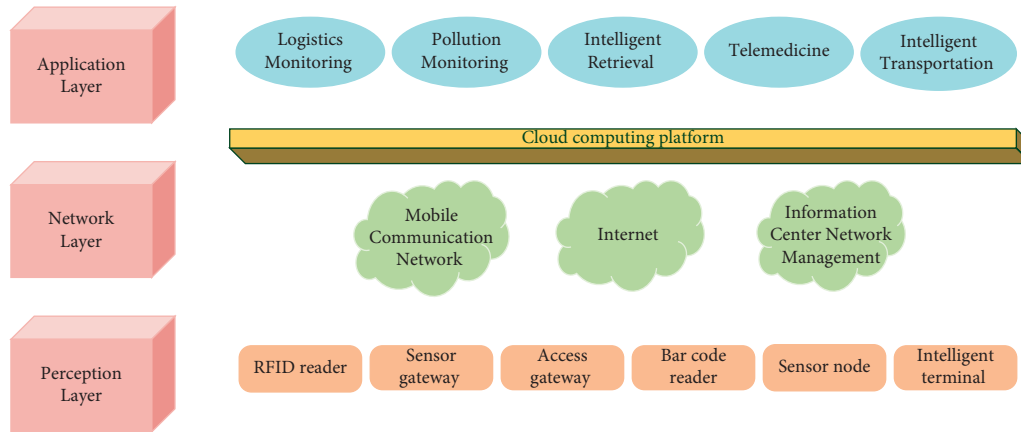 Application
Layer
Logistics
Monitoring
Pollution
Monitoring
Intelligent
Retrieval
Telemedicine
Intelligent
Transportation
Cloud computing platform
Network
Layer
Mobile
Communication
Network
Internet
Information
Center Network
Management
Perception
Layer
RFID reader
Sensor
gateway
Access
gateway
Bar code
reader
Sensor node
Intelligent
terminal